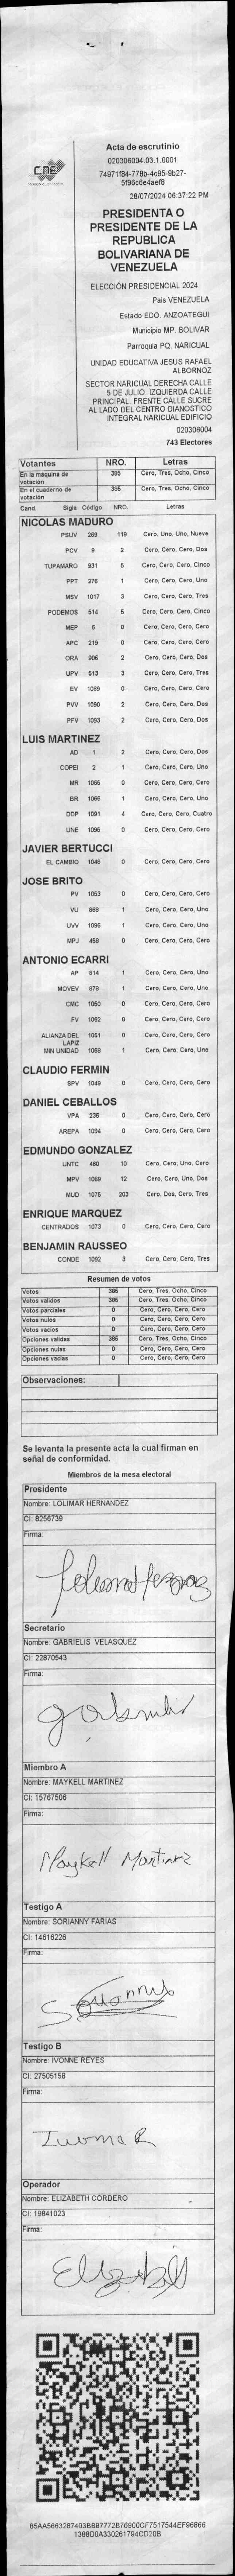 CNE
Acta de escrutinio
020306004.03.1.0001
74971f84-778b-4c95-9b27-
5f96c6e4aef8
28/07/2024 06:37:22 PM
PRESIDENTA O
PRESIDENTE DE LA
REPUBLICA
BOLIVARIANA DE
VENEZUELA
ELECCIÓN PRESIDENCIAL 2024
Pais VENEZUELA
Estado EDO. ANZOATEGUI
Municipio MP. BOLIVAR
Parroquia PQ. NARICUAL
UNIDAD EDUCATIVA JESUS RAFAEL
ALBORNOZ
SECTOR NARICUAL DERECHA CALLE
5 DE JULIO. IZQUIERDA CALLE
PRINCIPAL. FRENTE CALLE SUCRE
AL LADO DEL CENTRO DIANOSTICO
INTEGRAL NARICUAL EDIFICIO
020306004
743 Electores
Votantes NRO. Letras
En la máquina de votación 385 Cero, Tres, Ocho, Cinco
En el cuaderno de votación 385 Cero, Tres, Ocho, Cinco
Cand. Sigla Código NRO. Letras
NICOLAS MADURO
PSUV 269 119 Cero, Uno, Uno, Nueve
PCV 9 2 Cero, Cero, Cero, Dos
TUPAMARO 931 5 Cero, Cero, Cero, Cinco
PPT 276 1 Cero, Cero, Cero, Uno
MSV 1017 3 Cero, Cero, Cero, Tres
PODEMOS 514 5 Cero, Cero, Cero, Cinco
MEP 6 0 Cero, Cero, Cero, Cero
APC 219 0 Cero, Cero, Cero, Cero
ORA 906 2 Cero, Cero, Cero, Dos
UPV 613 3 Cero, Cero, Cero, Tres
EV 1089 0 Cero, Cero, Cero, Cero
PVV 1090 2 Cero, Cero, Cero, Dos
PFV 1093 2 Cero, Cero, Cero, Dos
LUIS MARTINEZ
AD 1 2 Cero, Cero, Cero, Dos
COPEI 2 1 Cero, Cero, Cero, Uno
MR 1065 0 Cero, Cero, Cero, Cero
BR 1066 1 Cero, Cero, Cero, Uno
DDP 1091 4 Cero, Cero, Cero, Cuatro
UNE 1095 0 Cero, Cero, Cero, Cero
JAVIER BERTUCCI
EL CAMBIO 1048 0 Cero, Cero, Cero, Cero
JOSE BRITO
PV 1053 0 Cero, Cero, Cero, Cero
VU 869 1 Cero, Cero, Cero, Uno
UVV 1096 1 Cero, Cero, Cero, Uno
MPJ 458 0 Cero, Cero, Cero, Cero
ANTONIO ECARRI
AP 914 1 Cero, Cero, Cero, Uno
MOVEV 978 1 Cero, Cero, Cero, Uno
CMC 1050 0 Cero, Cero, Cero, Cero
FV 1062 0 Cero, Cero, Cero, Cero
ALIANZA DEL LAPIZ 1051 0 Cero, Cero, Cero, Cero
MIN UNIDAD 1068 1 Cero, Cero, Cero, Uno
CLAUDIO FERMIN
SPV 1049 0 Cero, Cero, Cero, Cero
DANIEL CEBALLOS
VPA 238 0 Cero, Cero, Cero, Cero
AREPA 1094 0 Cero, Cero, Cero, Cero
EDMUNDO GONZALEZ
UNTC 460 10 Cero, Cero, Uno, Cero
MPV 1069 12 Cero, Cero, Uno, Dos
MUD 1075 203 Cero, Dos, Cero, Tres
ENRIQUE MARQUEZ
CENTRADOS 1073 0 Cero, Cero, Cero, Cero
BENJAMIN RAUSSEO
CONDE 1092 3 Cero, Cero, Cero, Tres
Resumen de votos
Votos 385 Cero, Tres, Ocho, Cinco
Votos validos 385 Cero, Tres, Ocho, Cinco
Votos parciales 0 Cero, Cero, Cero, Cero
Votos nulos 0 Cero, Cero, Cero, Cero
Votos vacios 0 Cero, Cero, Cero, Cero
Opciones validas 385 Cero, Tres, Ocho, Cinco
Opciones nulas 0 Cero, Cero, Cero, Cero
Opciones vacias 0 Cero, Cero, Cero, Cero
Observaciones:
Se levanta la presente acta la cual firman en
señal de conformidad.
Miembros de la mesa electoral
Presidente
Nombre: LOLIMAR HERNANDEZ
CI: 8256739
Firma:
Secretario
Nombre: GABRIELIS VELASQUEZ
CI: 22870543
Firma:
Miembro A
Nombre: MAYKELL MARTINEZ
CI: 15767506
Firma:
Maykell Martinez
Testigo A
Nombre: SORIANNY FARIAS
CI: 14616226
Firma:
Testigo B
Nombre: IVONNE REYES
CI: 27505158
Firma:
Operador
Nombre: ELIZABETH CORDERO
CI: 19841023
Firma:
85AA5663287403BB87772B76900CF7517544EF96866
1388D0A330261794CD20B